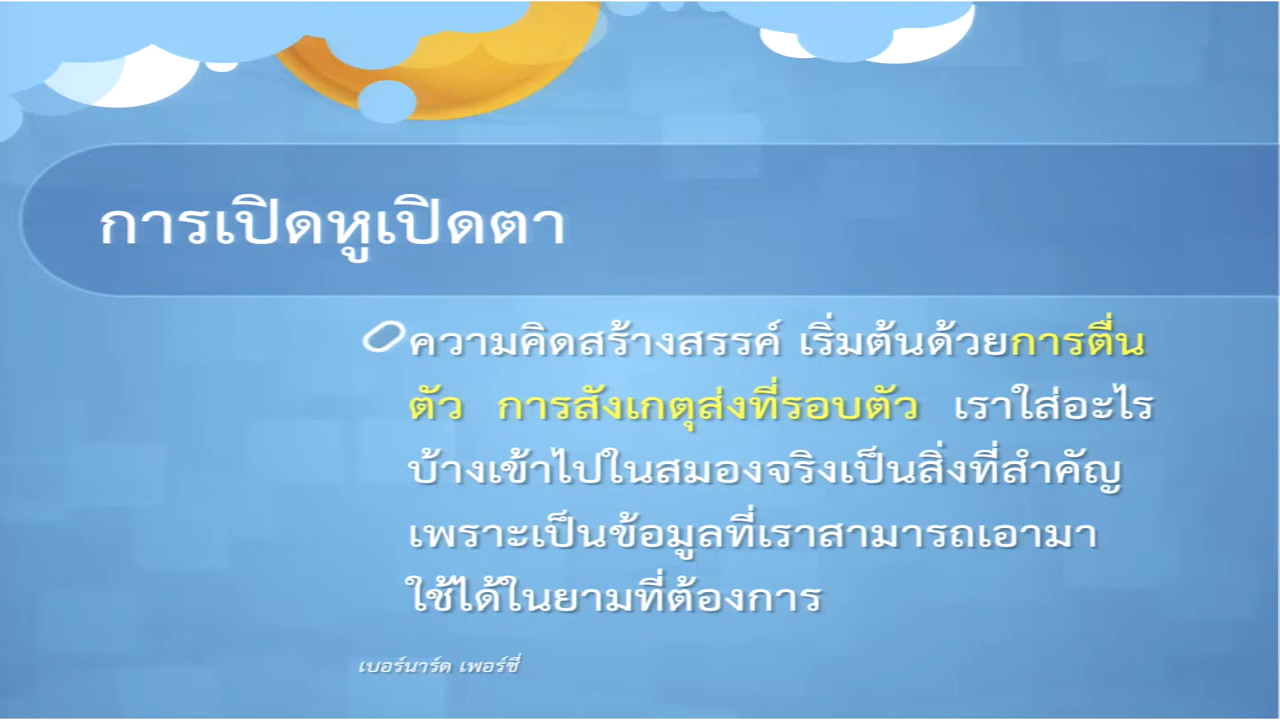 การเปิดหูเปิดตา
ความคิดสร้างสรรค์ เริ่มต้นด้วยการตื่น
ตัว การสังเกตุส่งที่รอบตัว เราใส่อะไร
บ้างเข้าไปในสมองจริงเป็นสิ่งที่สำคัญ
เพราะเป็นข้อมูลที่เราสามารถเอามา
ใช้ได้ในยามที่ต้องการ
เบอร์นาร์ด เพอร์ซี่